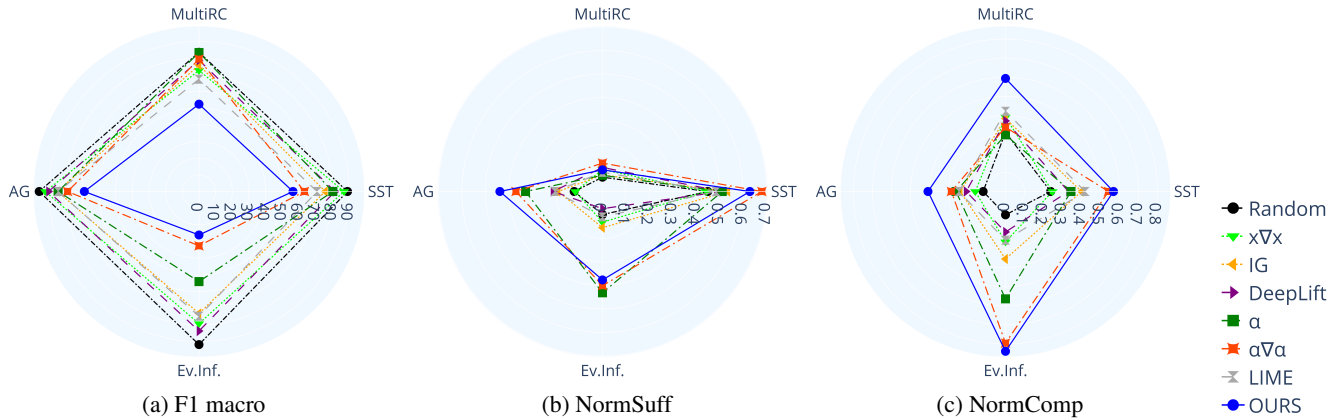 MultiRC
MultiRC
MultiRC
AG
SST
AG
SST
AG
SST
0 10 20 30 40 50 60 70 80 90
0.1 0.2 0.3 0.4 0.5 0.6 0.7
0 0.1 0.2 0.3 0.4 0.5 0.6 0.7 0.8
Ev.Inf.
Ev.Inf.
Ev.Inf.
(a) F1 macro
(b) NormSuff
(c) NormComp
Random
x∇x
IG
DeepLift
α
α∇α
LIME
OURS